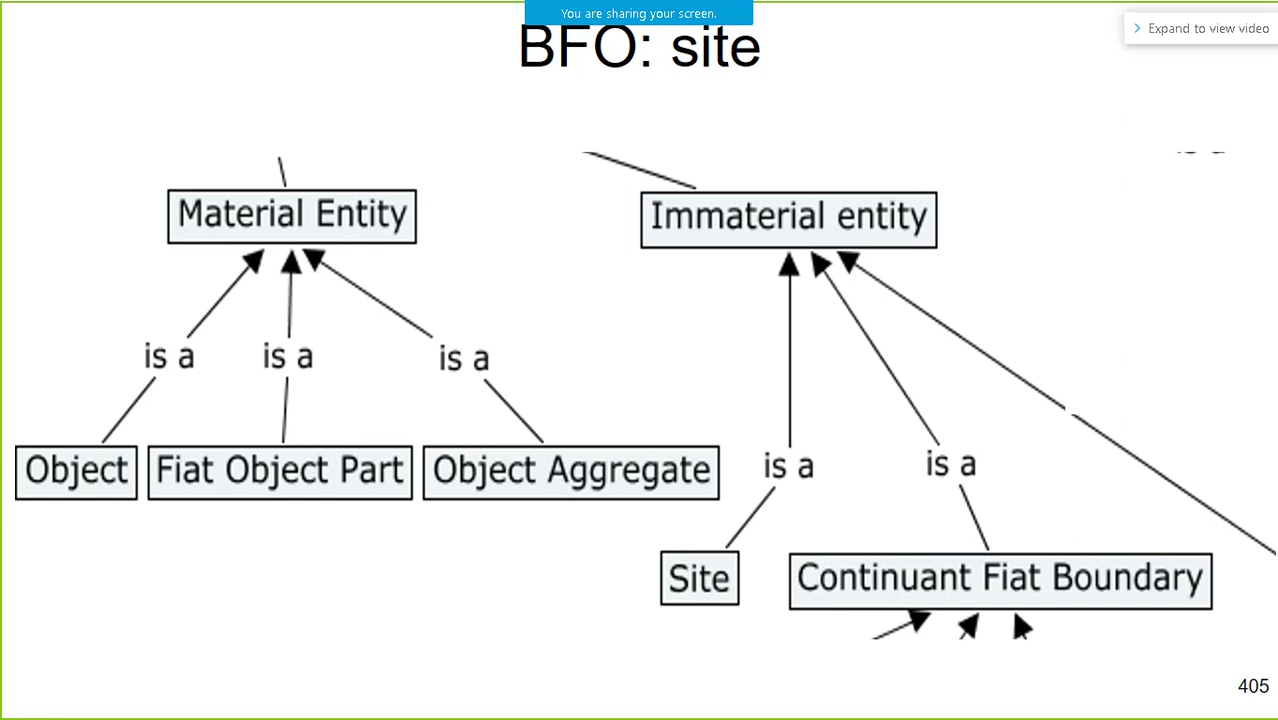 You are sharing your screen.
Expand to view video
BFO: site
Material Entity
Immaterial entity
is a
is a
is a
Object
Fiat Object Part
Object Aggregate
is a
is a
Site
Continuant Fiat Boundary
405